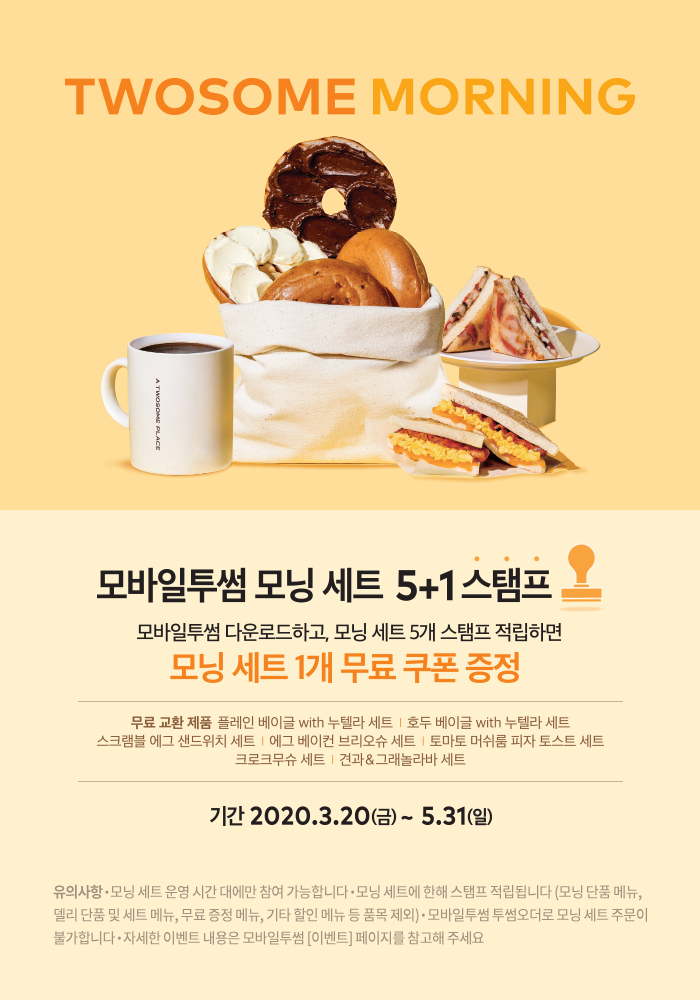 TWOSOME MORNING
A TWOSOME PLACE
모바일투썸 모닝 세트 5+1 스탬프
모바일투썸 다운로드하고, 모닝 세트 5개 스탬프 적립하면
모닝 세트 1개 무료 쿠폰 증정
무료 교환 제품 플레인 베이글 with 누텔라 세트 | 호두 베이글 with 누텔라 세트
스크램블 에그 샌드위치 세트 | 에그 베이컨 브리오슈 세트 | 토마토 머쉬룸 피자 토스트 세트
크로크무슈 세트 | 견과&그래놀라바 세트
기간 2020.3.20(금) ~ 5.31(일)
유의사항 • 모닝 세트 운영 시간 대에만 참여 가능합니다 • 모닝 세트에 한해 스탬프 적립됩니다 (모닝 단품 메뉴,
델리 단품 및 세트 메뉴, 무료 증정 메뉴, 기타 할인 메뉴 등 품목 제외) • 모바일투썸 투썸오더로 모닝 세트 주문이
불가합니다 • 자세한 이벤트 내용은 모바일투썸 [이벤트] 페이지를 참고해 주세요